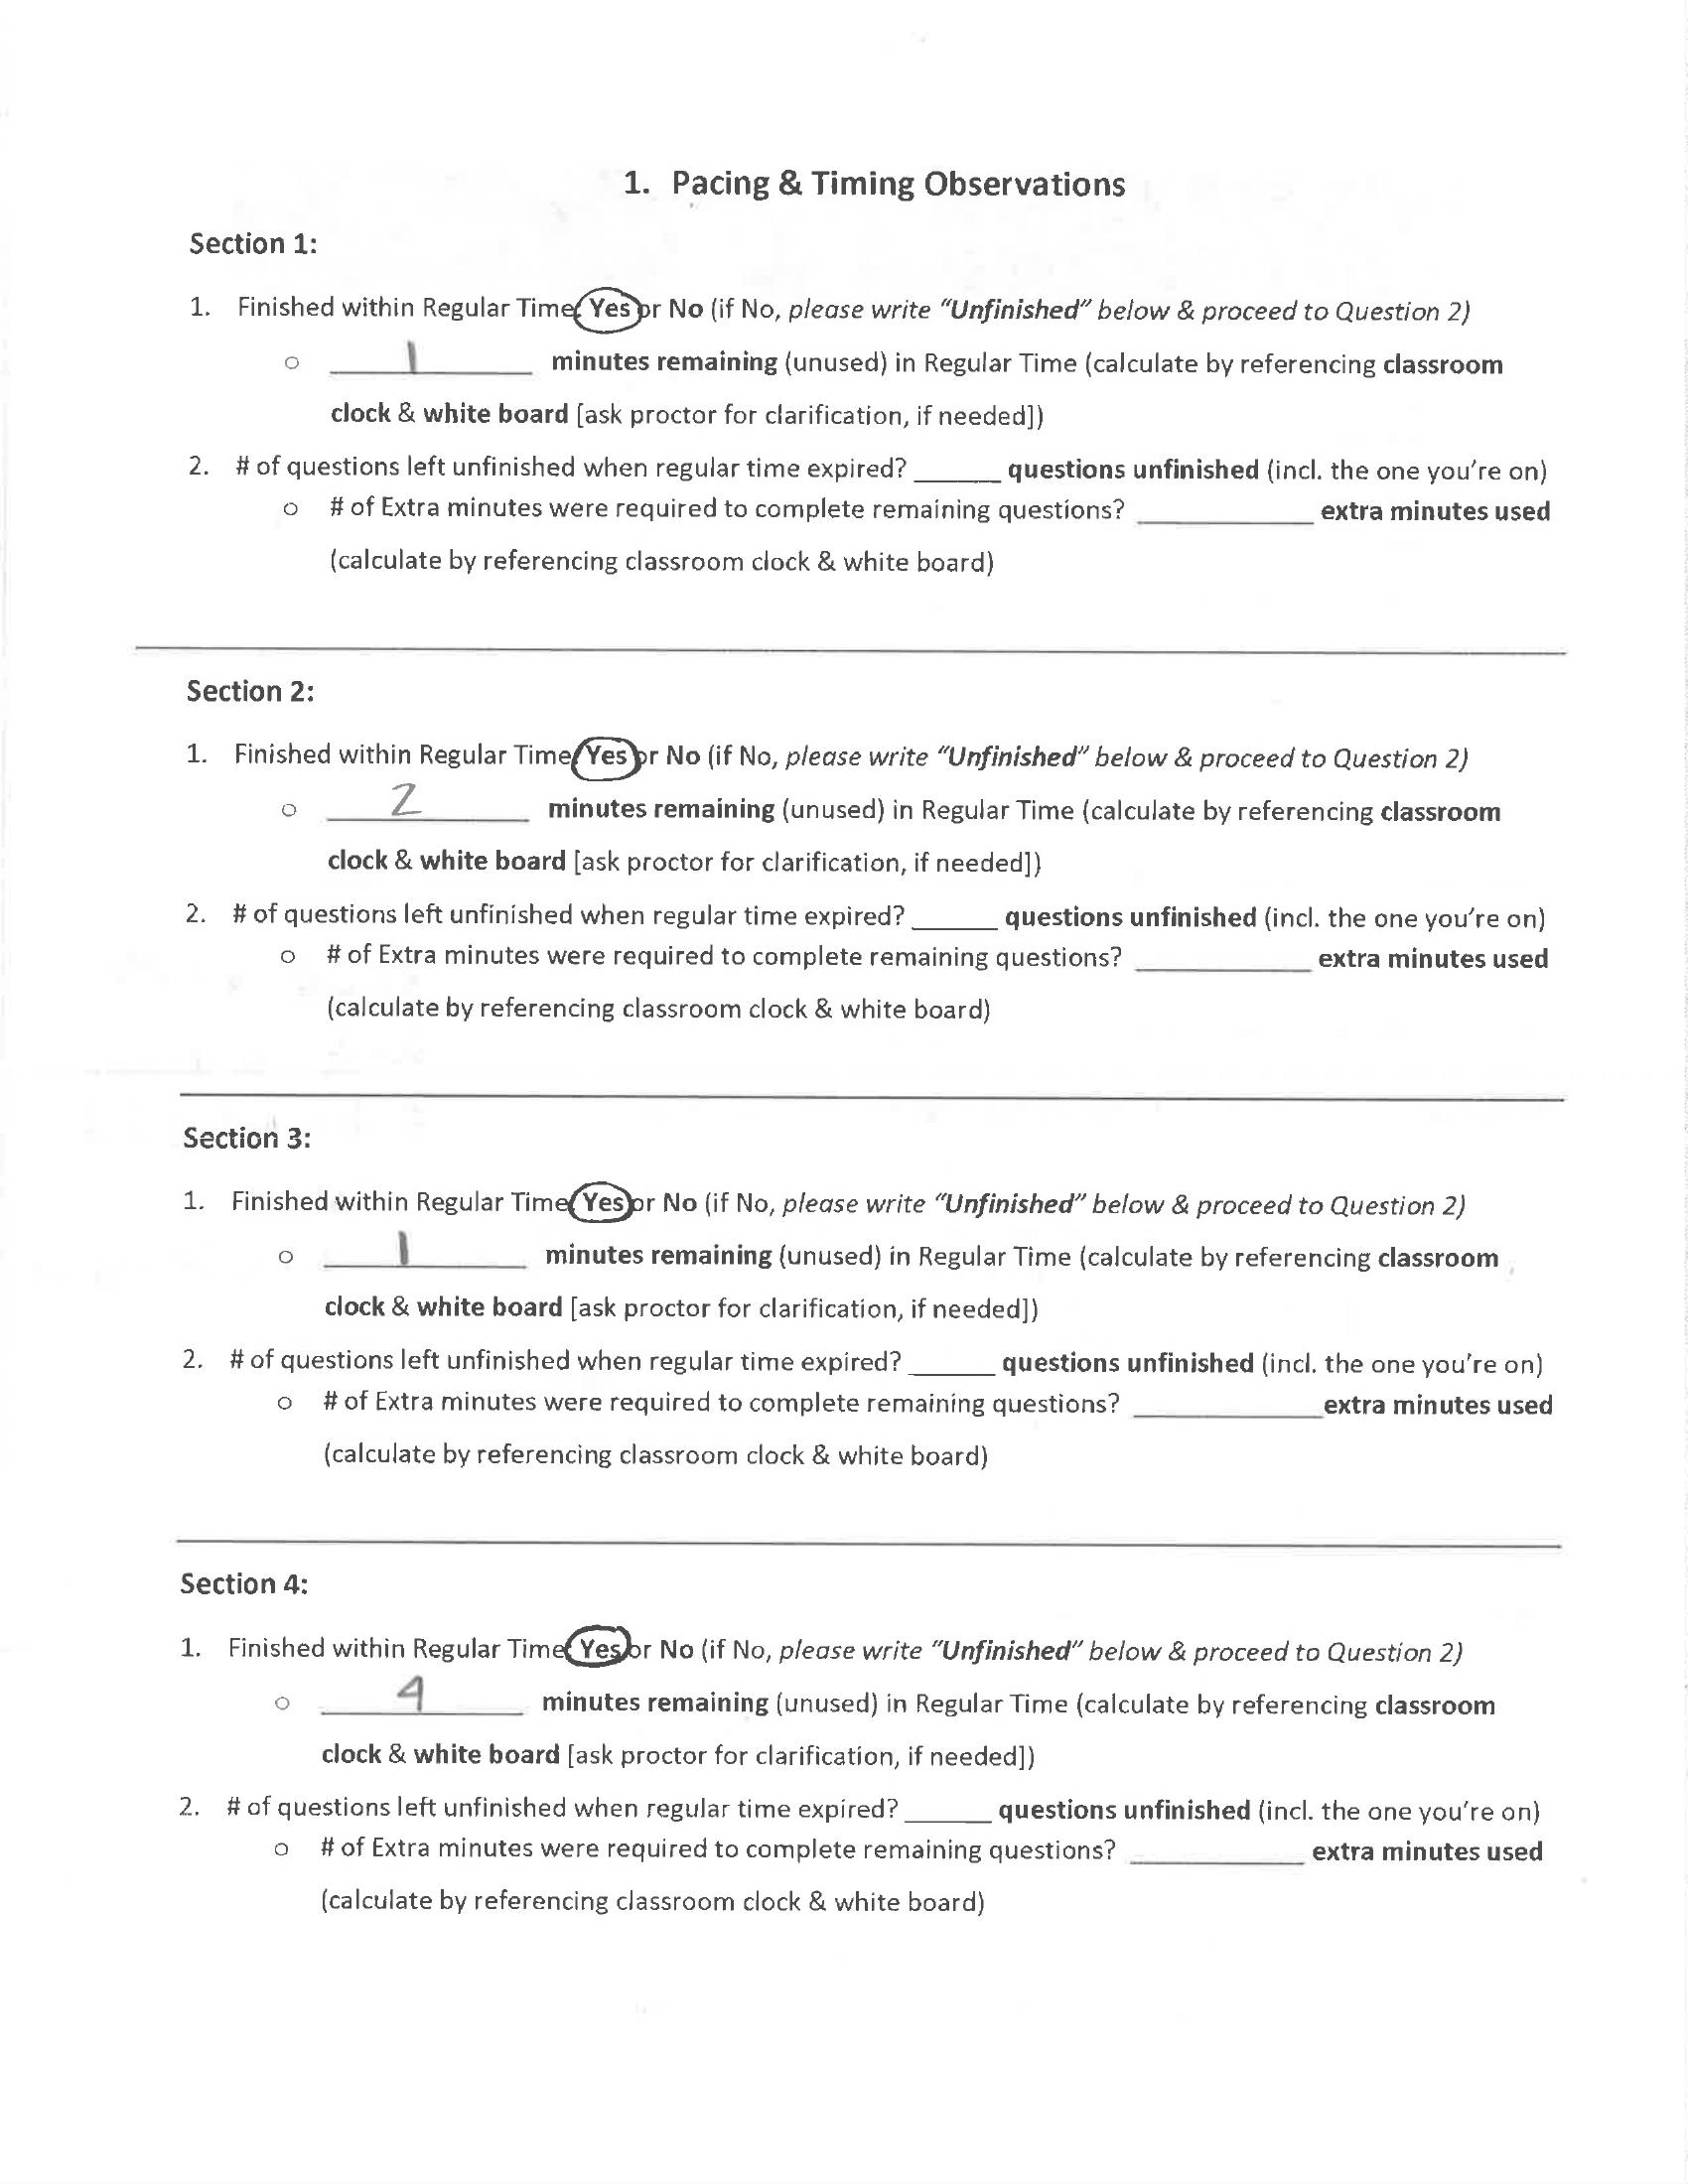 1. Pacing & Timing Observations
Section 1:
1. Finished within Regular Time: Yes or No (if No, please write “Unfinished” below & proceed to Question 2)
○ 1 minutes remaining (unused) in Regular Time (calculate by referencing classroom
clock & white board [ask proctor for clarification, if needed])
2. # of questions left unfinished when regular time expired? ______ questions unfinished (incl. the one you’re on)
○ # of Extra minutes were required to complete remaining questions? ____________ extra minutes used
(calculate by referencing classroom clock & white board)
Section 2:
1. Finished within Regular Time: Yes or No (if No, please write “Unfinished” below & proceed to Question 2)
○ 2 minutes remaining (unused) in Regular Time (calculate by referencing classroom
clock & white board [ask proctor for clarification, if needed])
2. # of questions left unfinished when regular time expired? ______ questions unfinished (incl. the one you’re on)
○ # of Extra minutes were required to complete remaining questions? ____________ extra minutes used
(calculate by referencing classroom clock & white board)
Section 3:
1. Finished within Regular Time: Yes or No (if No, please write “Unfinished” below & proceed to Question 2)
○ 1 minutes remaining (unused) in Regular Time (calculate by referencing classroom
clock & white board [ask proctor for clarification, if needed])
2. # of questions left unfinished when regular time expired? ______ questions unfinished (incl. the one you’re on)
○ # of Extra minutes were required to complete remaining questions? ____________ extra minutes used
(calculate by referencing classroom clock & white board)
Section 4:
1. Finished within Regular Time: Yes or No (if No, please write “Unfinished” below & proceed to Question 2)
○ 4 minutes remaining (unused) in Regular Time (calculate by referencing classroom
clock & white board [ask proctor for clarification, if needed])
2. # of questions left unfinished when regular time expired? ______ questions unfinished (incl. the one you’re on)
○ # of Extra minutes were required to complete remaining questions? ____________ extra minutes used
(calculate by referencing classroom clock & white board)